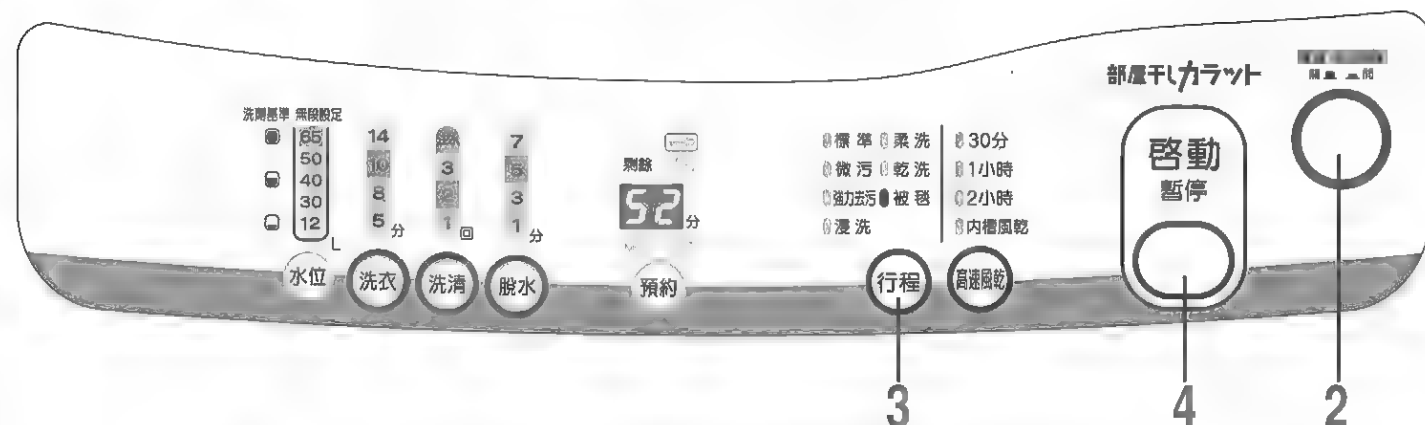 部屋干しカラット
洗剤基準 無段設定
65
50
40
30
12
L
14
10
8
5
分
3
1
回
7
5
3
1
分
剩餘
52
分
標準 柔洗
微污 乾洗
強力去污 被毯
浸洗
30分
1小時
2小時
內槽風乾
啓動
暫停
水位
洗衣
洗清
脫水
預約
行程
高速風乾
3
4
2